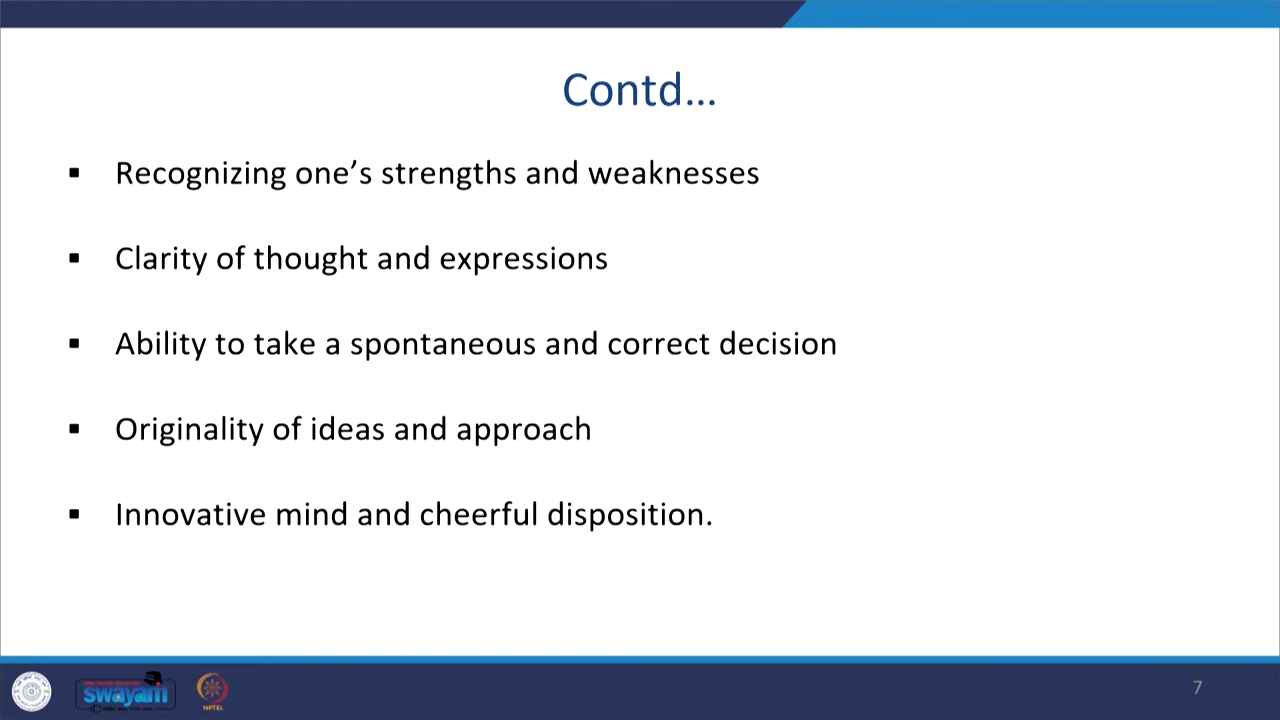 Contd...
▪ Recognizing one’s strengths and weaknesses
▪ Clarity of thought and expressions
▪ Ability to take a spontaneous and correct decision
▪ Originality of ideas and approach
▪ Innovative mind and cheerful disposition.
swayam
NPTEL
7